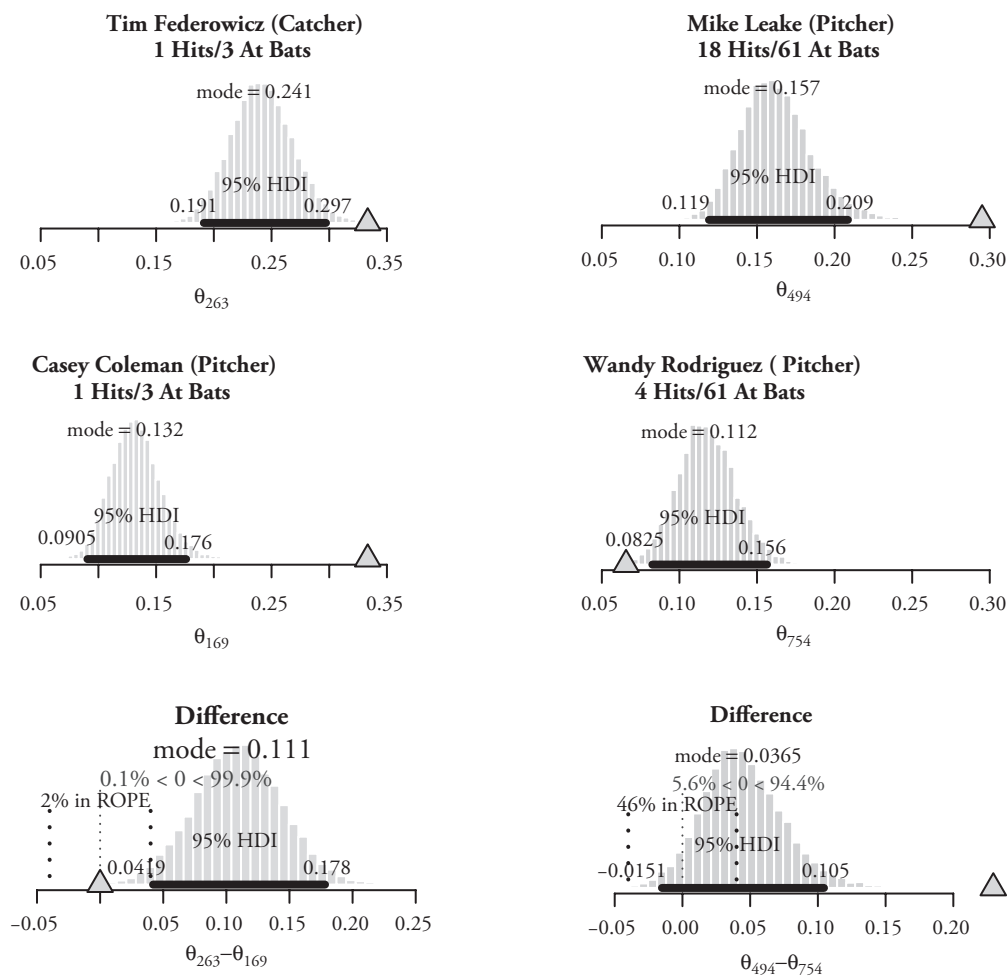 Tim Federowicz (Catcher)
1 Hits/3 At Bats
mode = 0.241
95% HDI
0.191 0.297
0.05 0.15 0.25 0.35
θ263
Mike Leake (Pitcher)
18 Hits/61 At Bats
mode = 0.157
95% HDI
0.119 0.209
0.05 0.10 0.15 0.20 0.30
θ494
Casey Coleman (Pitcher)
1 Hits/3 At Bats
mode = 0.132
95% HDI
0.0905 0.176
0.05 0.15 0.25 0.35
θ169
Wandy Rodriguez ( Pitcher)
4 Hits/61 At Bats
mode = 0.112
95% HDI
0.0825 0.156
0.05 0.10 0.15 0.20 0.30
θ754
Difference
mode = 0.111
0.1% < 0 < 99.9%
2% in ROPE
95% HDI
0.0419 0.178
−0.05 0.05 0.10 0.15 0.20 0.25
θ263−θ169
Difference
mode = 0.0365
5.6% < 0 < 94.4%
46% in ROPE
95% HDI
−0.0151 0.105
−0.05 0.00 0.05 0.10 0.20
θ494−θ754